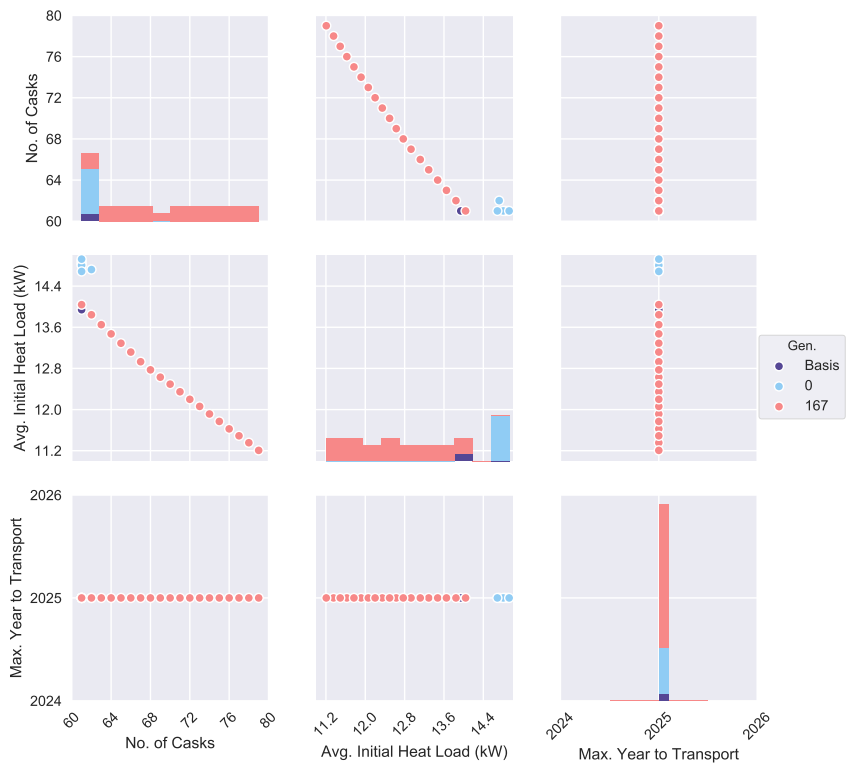 80
76
72
68
64
60
No. of Casks
14.4
13.6
12.8
12.0
11.2
Avg. Initial Heat Load (kW)
Gen.
Basis
0
167
2026
2025
2024
Max. Year to Transport
60 64 68 72 76 80
No. of Casks
11.2 12.0 12.8 13.6 14.4
Avg. Initial Heat Load (kW)
2024 2025 2026
Max. Year to Transport